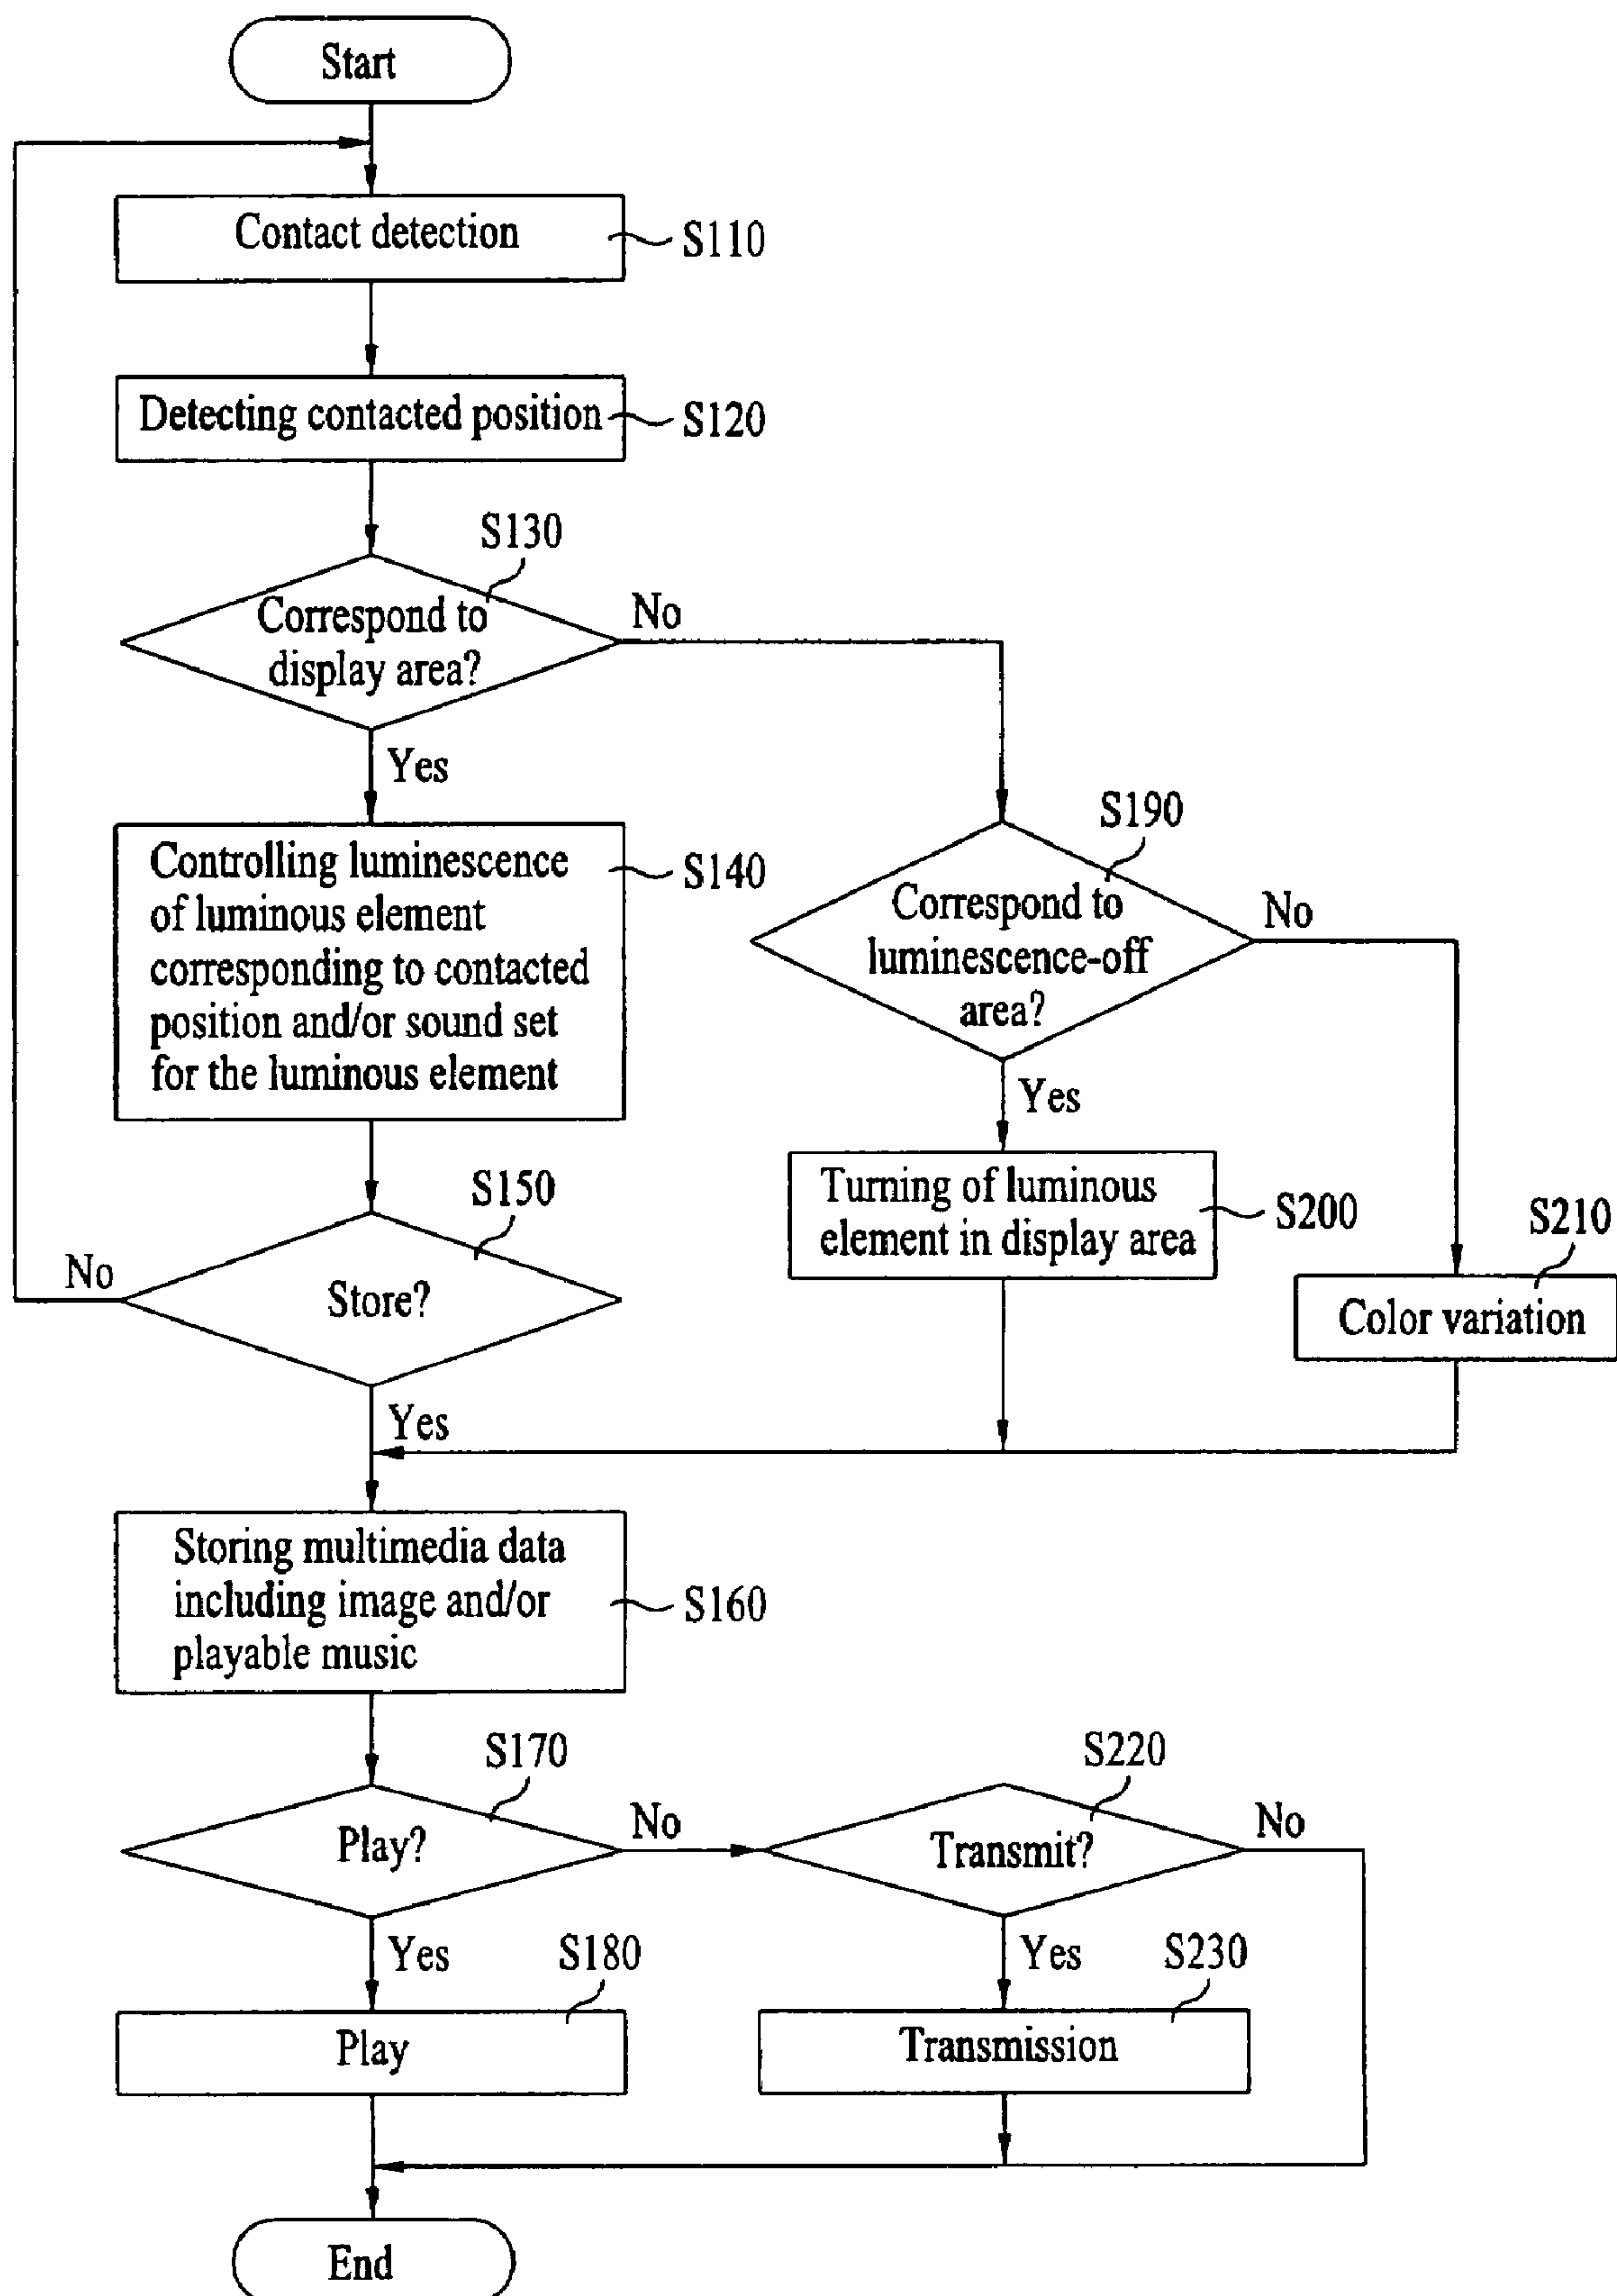 Start
Contact detection
S110
Detecting contacted position
S120
S130
Correspond to
display area?
No
Yes
Controlling luminescence
of luminous element
corresponding to contacted
position and/or sound set
for the luminous element
S140
S190
Correspond to
luminescence-off
area?
No
Yes
Turning of luminous
element in display area
S200
S210
Color variation
S150
Store?
No
Yes
Storing multimedia data
including image and/or
playable music
S160
S170
Play?
No
S220
Transmit?
No
Yes
S180
Play
Yes
S230
Transmission
End